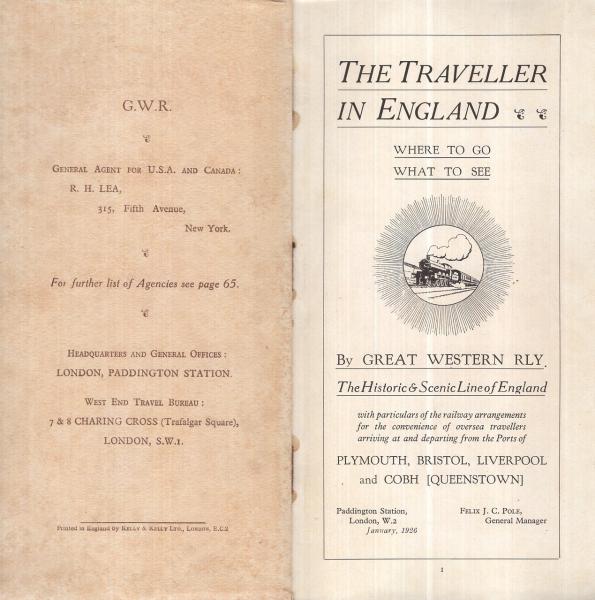 G.W.R.
General Agent for U.S.A. and Canada:
R. H. LEA,
315, Fifth Avenue,
New York.
For further list of Agencies see page 65.
Headquarters and General Offices:
LONDON, PADDINGTON STATION.
West End Travel Bureau:
7 & 8 CHARING CROSS (Trafalgar Square),
LONDON, S.W.1.
Printed in England by Kelly & Kelly Ltd., London, E.C.2
THE TRAVELLER
IN ENGLAND
WHERE TO GO
WHAT TO SEE
By GREAT WESTERN RLY.
The Historic & Scenic Line of England
with particulars of the railway arrangements
for the convenience of oversea travellers
arriving at and departing from the Ports of
PLYMOUTH, BRISTOL, LIVERPOOL
and COBH [QUEENSTOWN]
Paddington Station,
London, W.2
January, 1926
Felix J. C. Pole,
General Manager
1